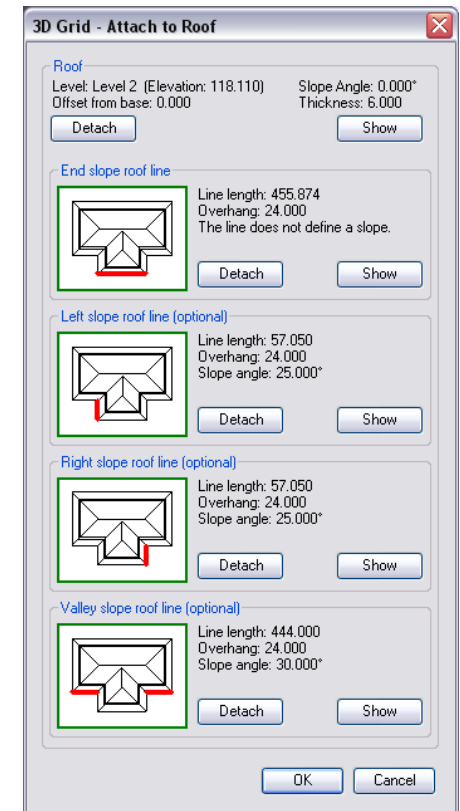 3D Grid - Attach to Roof
Roof
Level: Level 2 (Elevation: 118.110) Slope Angle: 0.000°
Offset from base: 0.000 Thickness: 6.000
Detach Show
End slope roof line
Line length: 455.874
Overhang: 24.000
The line does not define a slope.
Detach Show
Left slope roof line (optional)
Line length: 57.050
Overhang: 24.000
Slope angle: 25.000°
Detach Show
Right slope roof line (optional)
Line length: 57.050
Overhang: 24.000
Slope angle: 25.000°
Detach Show
Valley slope roof line (optional)
Line length: 444.000
Overhang: 24.000
Slope angle: 30.000°
Detach Show
OK Cancel